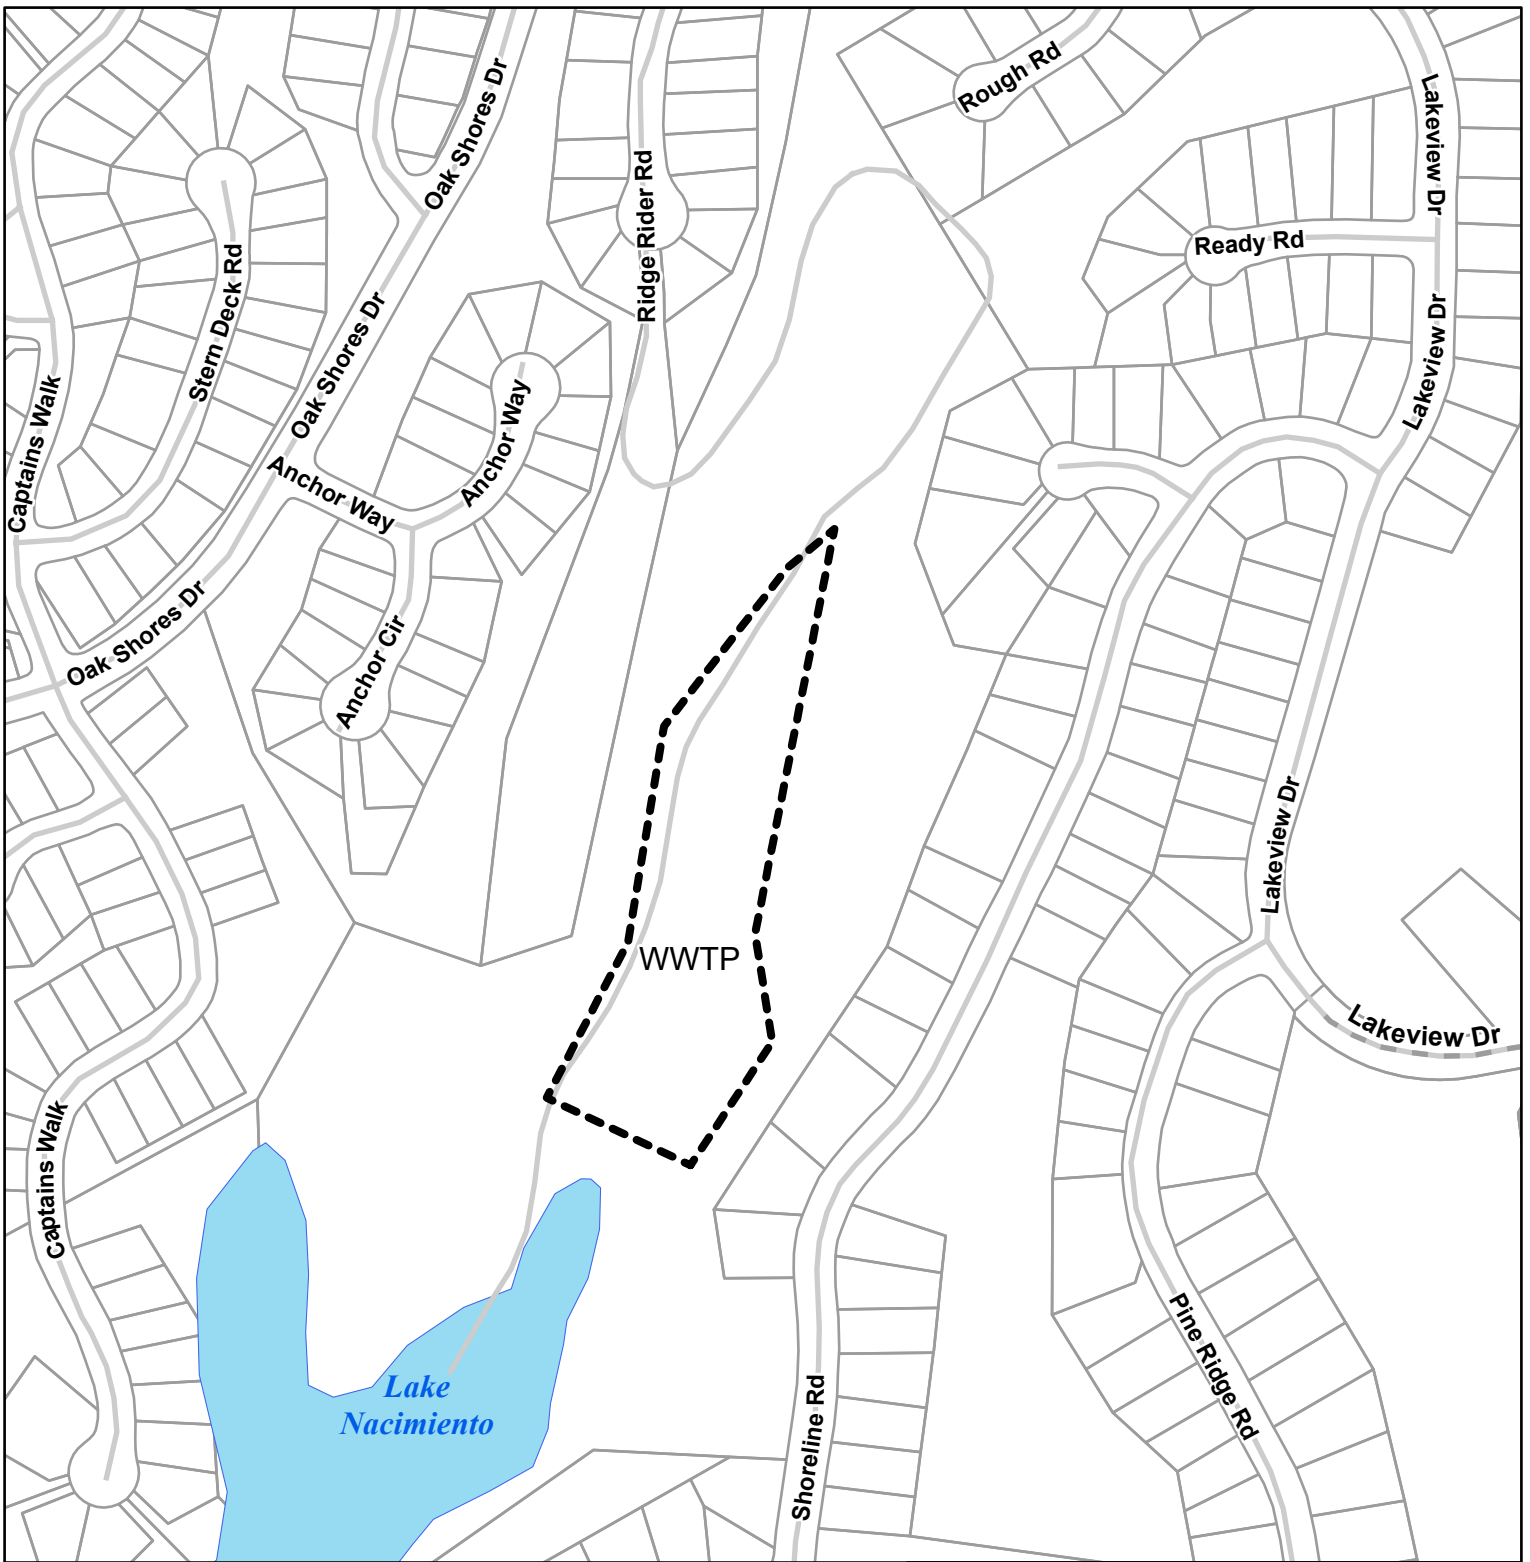 Rough Rd
Oak Shores Dr
Lakeview Dr
Ridge Rider Rd
Ready Rd
Stern Deck Rd
Oak Shores Dr
Lakeview Dr
Captains Walk
Anchor Way
Anchor Way
Oak Shores Dr
Anchor Cir
Lakeview Dr
WWTP
Lakeview Dr
Captains Walk
Pine Ridge Rd
Lake
Nacimiento
Shoreline Rd